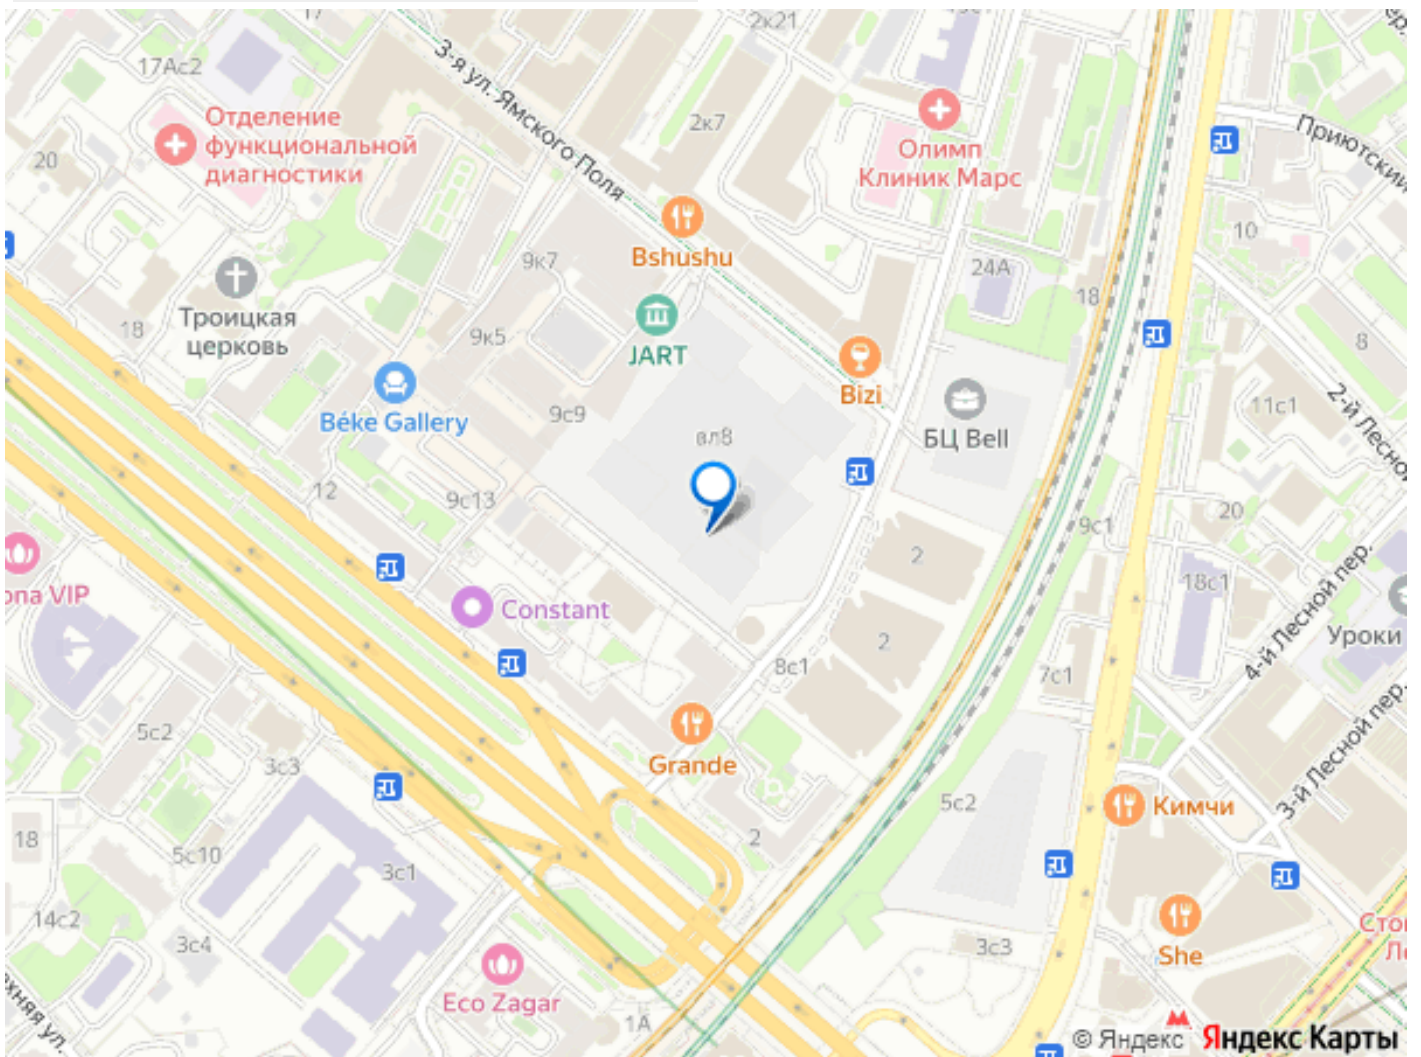 17
2к21
17Ас2
3-я ул. Ямского Поля
2к7
Отделение
функциональной
диагностики
20
Олимп
Клиник Марс
Приютский
10
Bshushu
9к7
24А
18
Троицкая
церковь
18
9к5
JART
Bizi
8
Béke Gallery
9с9
вл8
БЦ Bell
11с1
2-й Лесной
12
9с13
20
9с1
2
18с1
4-й Лесной пер.
ona VIP
Constant
Уроки
2
8с1
7с1
5с2
3с3
Grande
3-й Лесной пер.
5с2
Кимчи
18
5с10
3с1
2
14с2
3с4
3с3
She
Eco Zagar
1А
© Яндекс Яндекс Карты